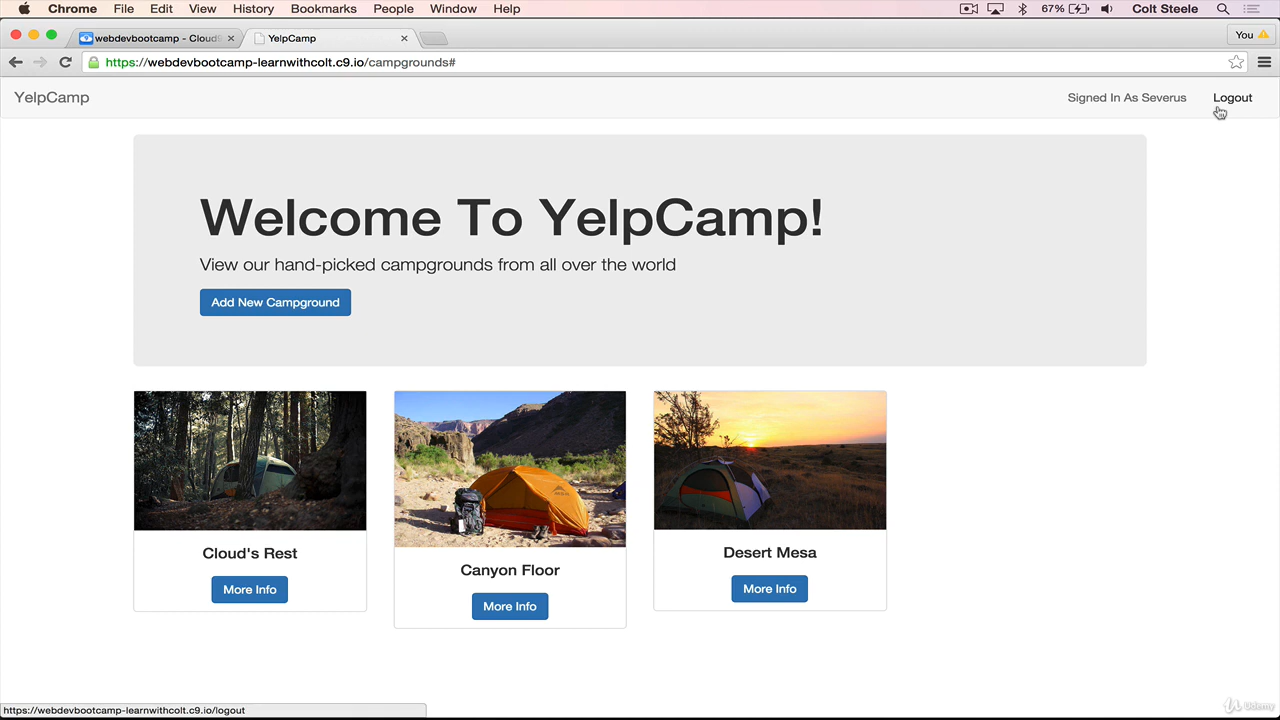 Chrome File Edit View History Bookmarks People Window Help 67% Colt Steele
webdevbootcamp - Cloud9 YelpCamp You
https://webdevbootcamp-learnwithcolt.c9.io/campgrounds#
YelpCamp Signed In As Severus Logout
Welcome To YelpCamp!
View our hand-picked campgrounds from all over the world
Add New Campground
Cloud's Rest
More Info
Canyon Floor
More Info
Desert Mesa
More Info
https://webdevbootcamp-learnwithcolt.c9.io/logout
Udemy